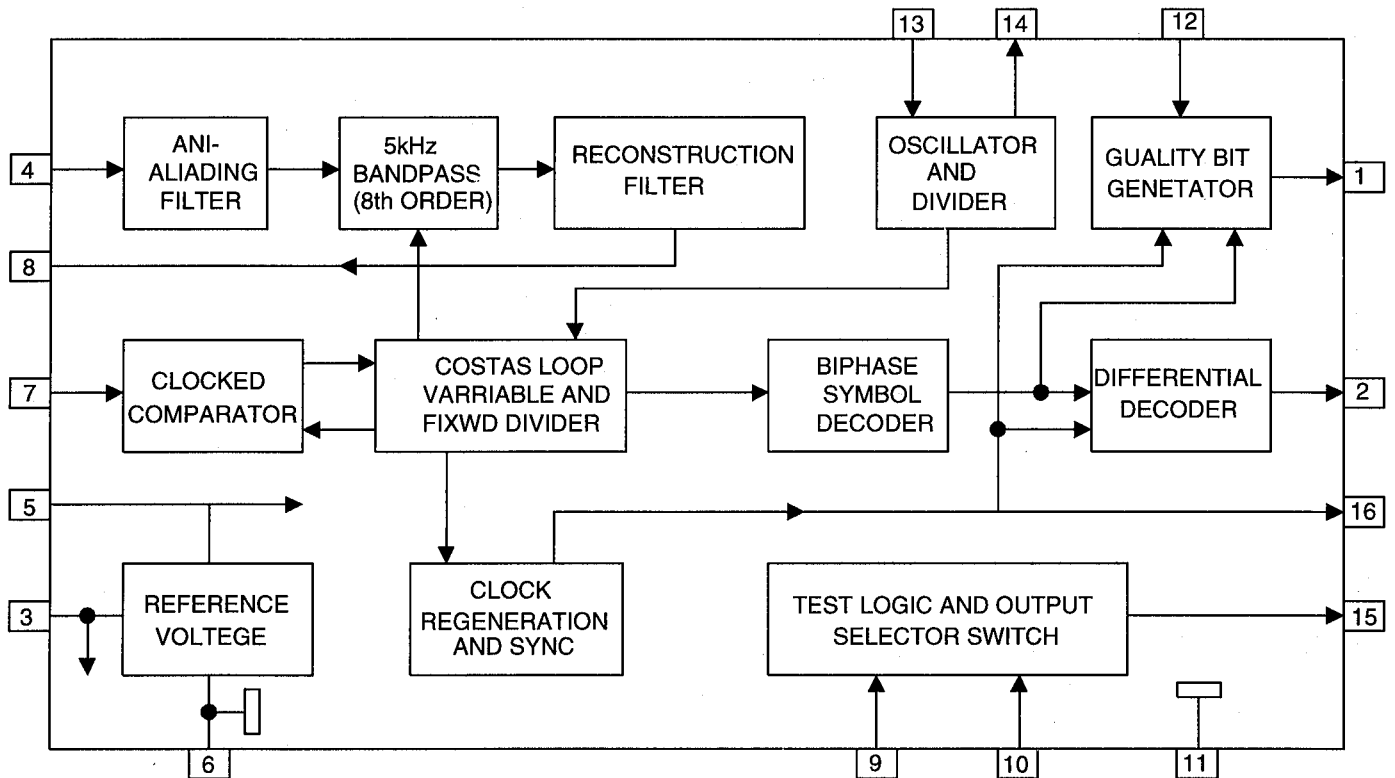 13
14
12
4
ANI-
ALIADING
FILTER
5kHz
BANDPASS
(8th ORDER)
RECONSTRUCTION
FILTER
OSCILLATOR
AND
DIVIDER
GUALITY BIT
GENETATOR
1
8
7
CLOCKED
COMPARATOR
COSTAS LOOP
VARRIABLE AND
FIXWD DIVIDER
BIPHASE
SYMBOL
DECODER
DIFFERENTIAL
DECODER
2
5
16
3
REFERENCE
VOLTEGE
CLOCK
REGENERATION
AND SYNC
TEST LOGIC AND OUTPUT
SELECTOR SWITCH
15
6
9
10
11